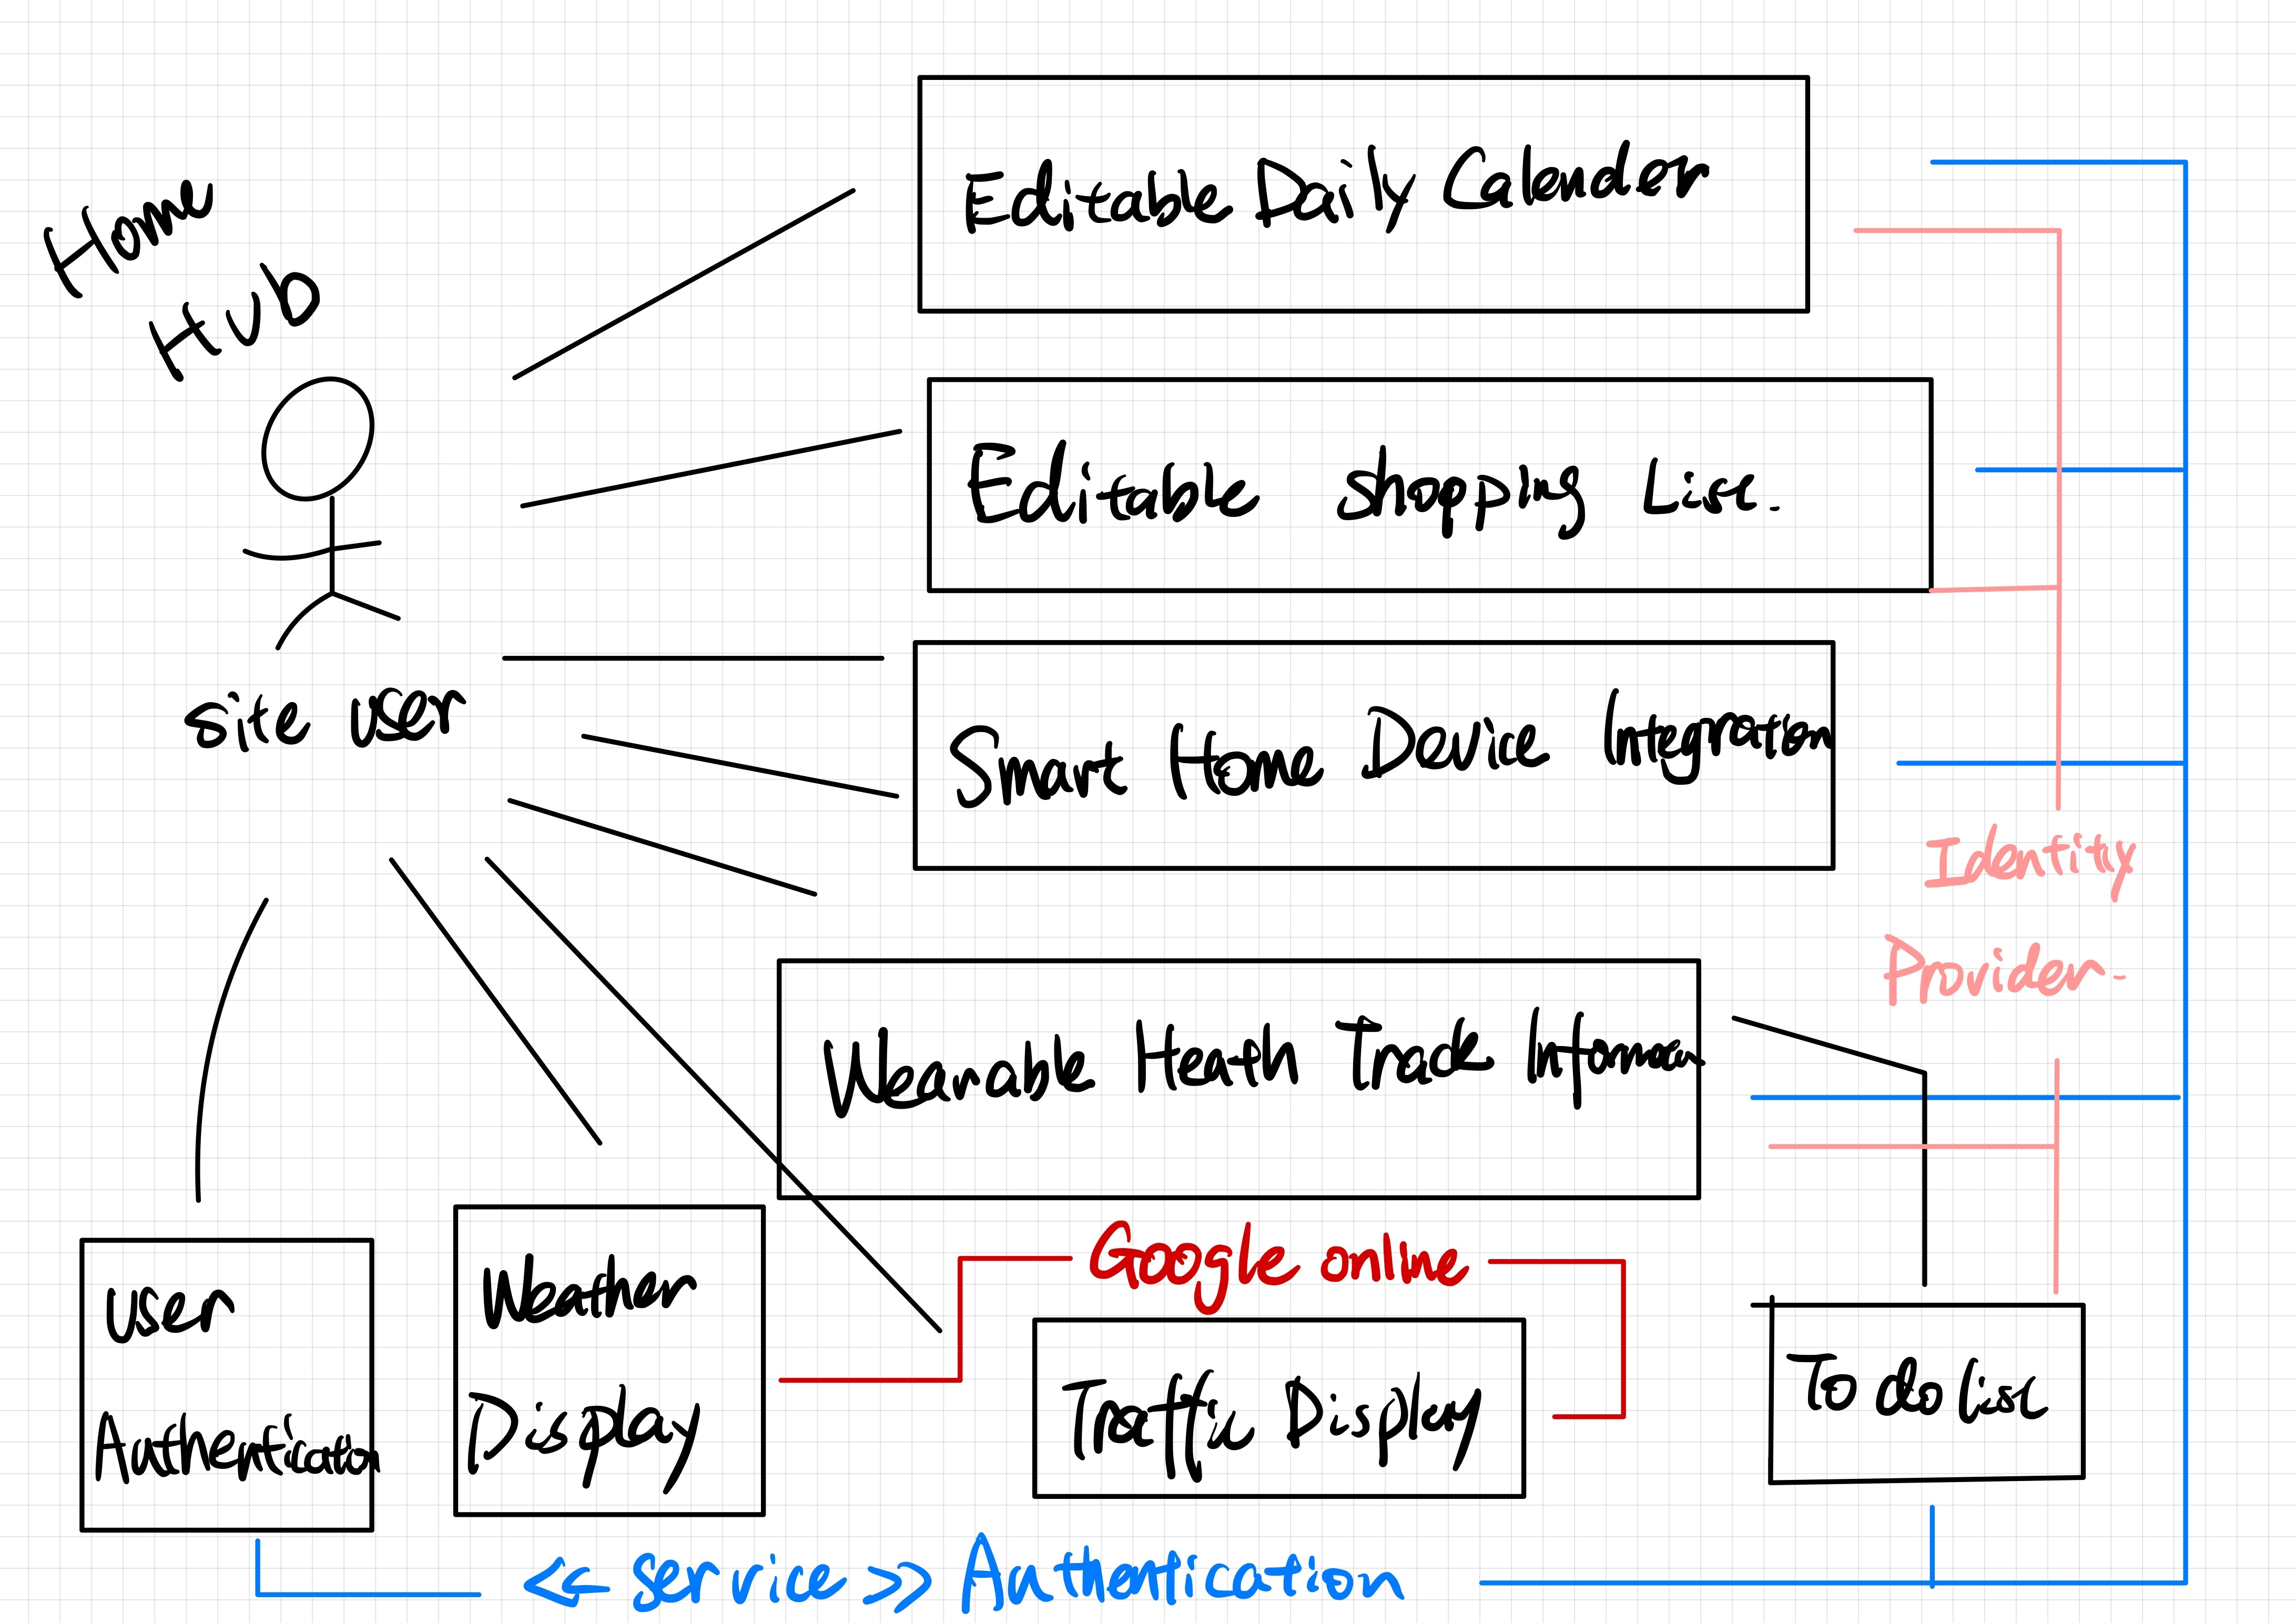 Home
Hub
Editable Daily Calender
Editable shopping List.
site user
Smart Home Device Integration
Identity
Provider.
Wearable Heath Track Information
Google online
User
Authentication
Weather
Display
Traffic Display
To do list
<< service >> Authentication